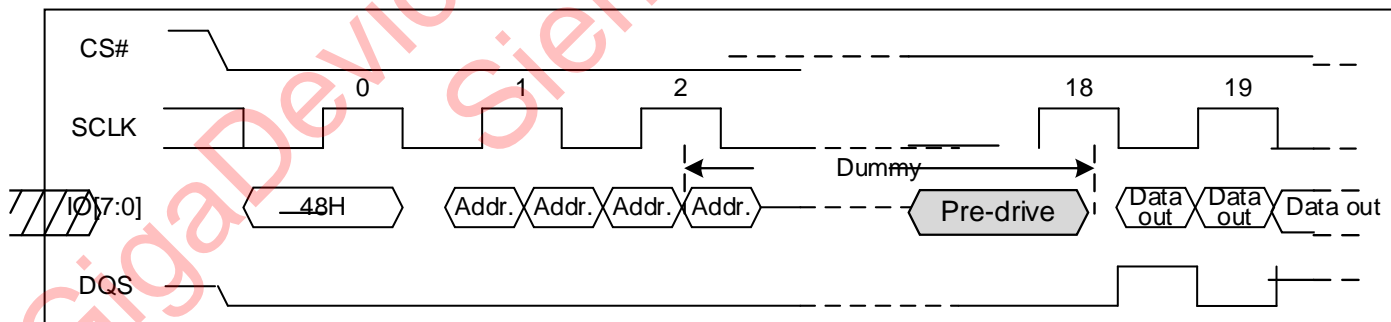 CS#
0 1 2 18 19
SCLK
Dummy
IO[7:0] 48H Addr. Addr. Addr. Addr. Pre-drive Data out Data out Data out
DQS
GigaDevic
Sien